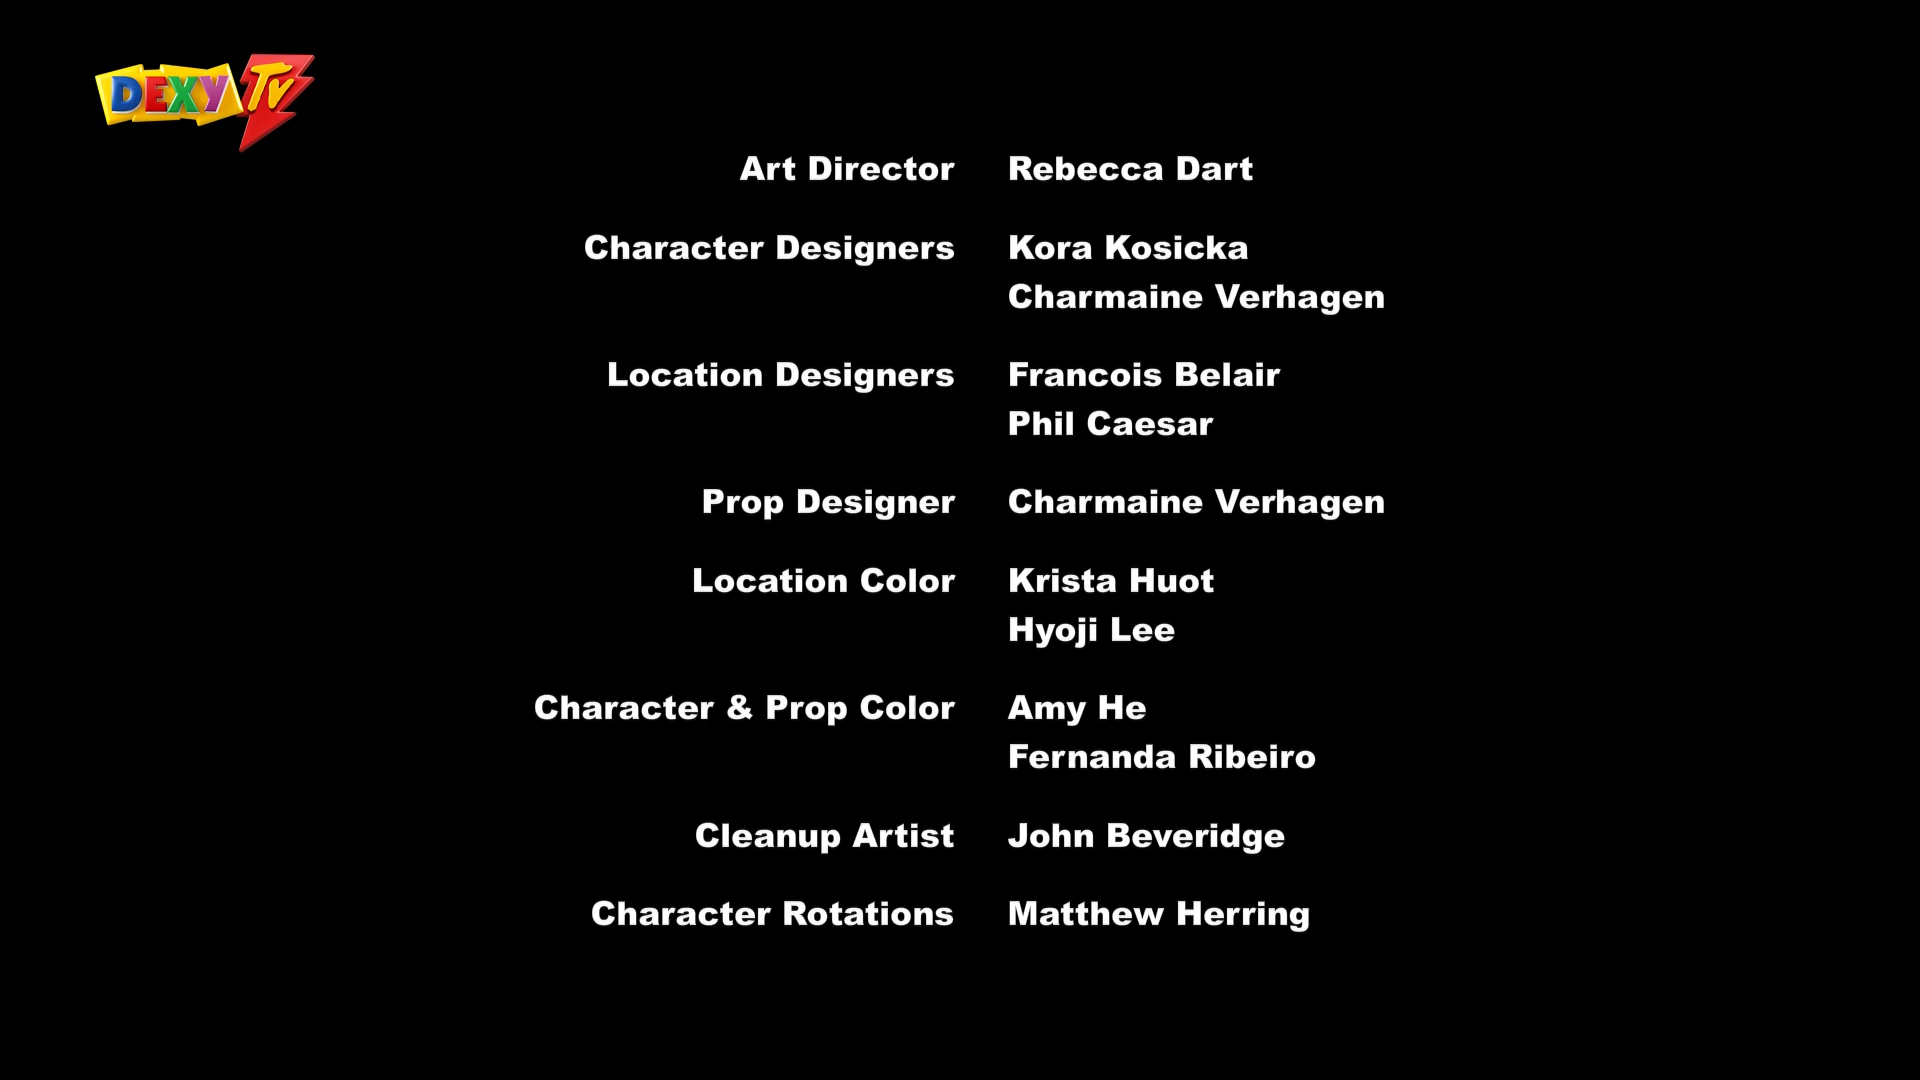 DEXY TV
Art Director Rebecca Dart
Character Designers Kora Kosicka
Charmaine Verhagen
Location Designers Francois Belair
Phil Caesar
Prop Designer Charmaine Verhagen
Location Color Krista Huot
Hyoji Lee
Character & Prop Color Amy He
Fernanda Ribeiro
Cleanup Artist John Beveridge
Character Rotations Matthew Herring